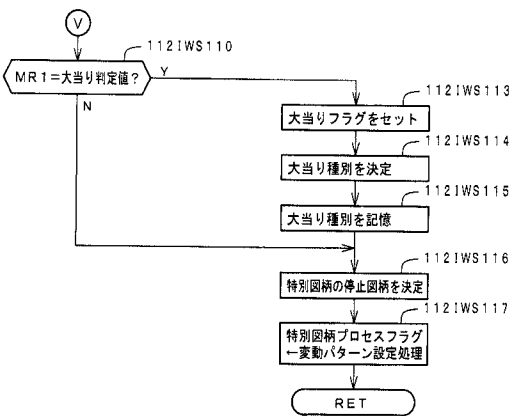 V
112IWS110
MR1=大当り判定値?
Y
N
112IWS113
大当りフラグをセット
112IWS114
大当り種別を決定
112IWS115
大当り種別を記憶
112IWS116
特別図柄の停止図柄を決定
112IWS117
特別図柄プロセスフラグ
←変動パターン設定処理
RET